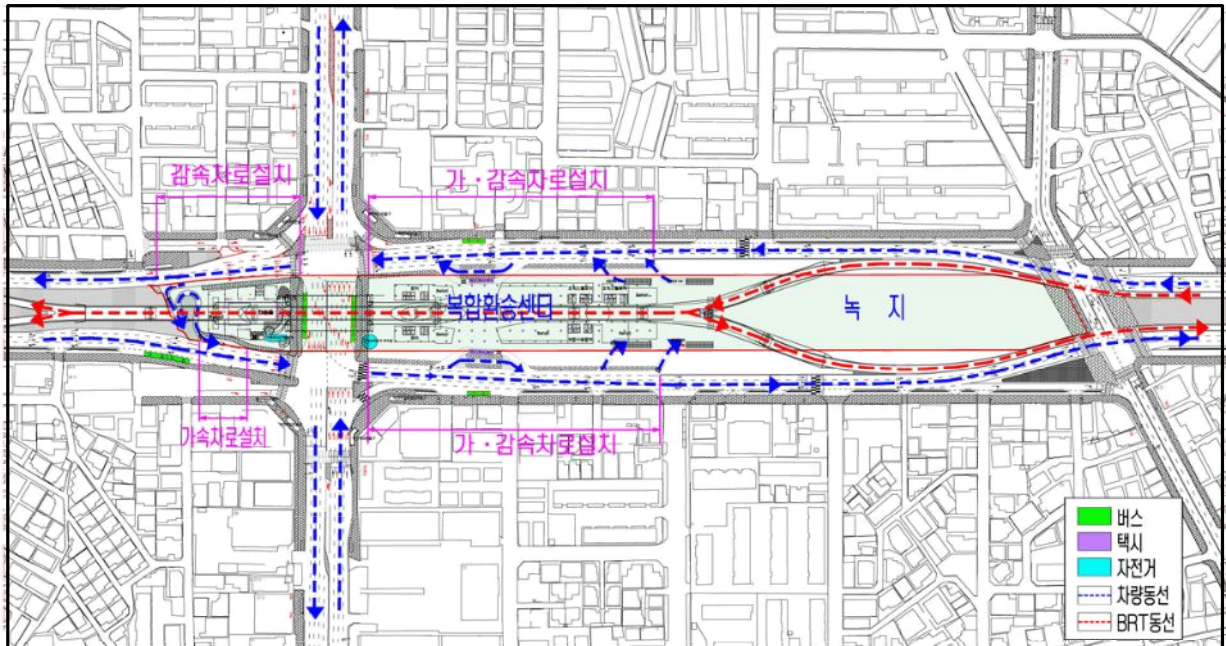 감속차로설치
가·감속차로설치
복합환승센터
녹 지
가속차로설치
가·감속차로설치
버스
택시
자전거
차량동선
BRT동선